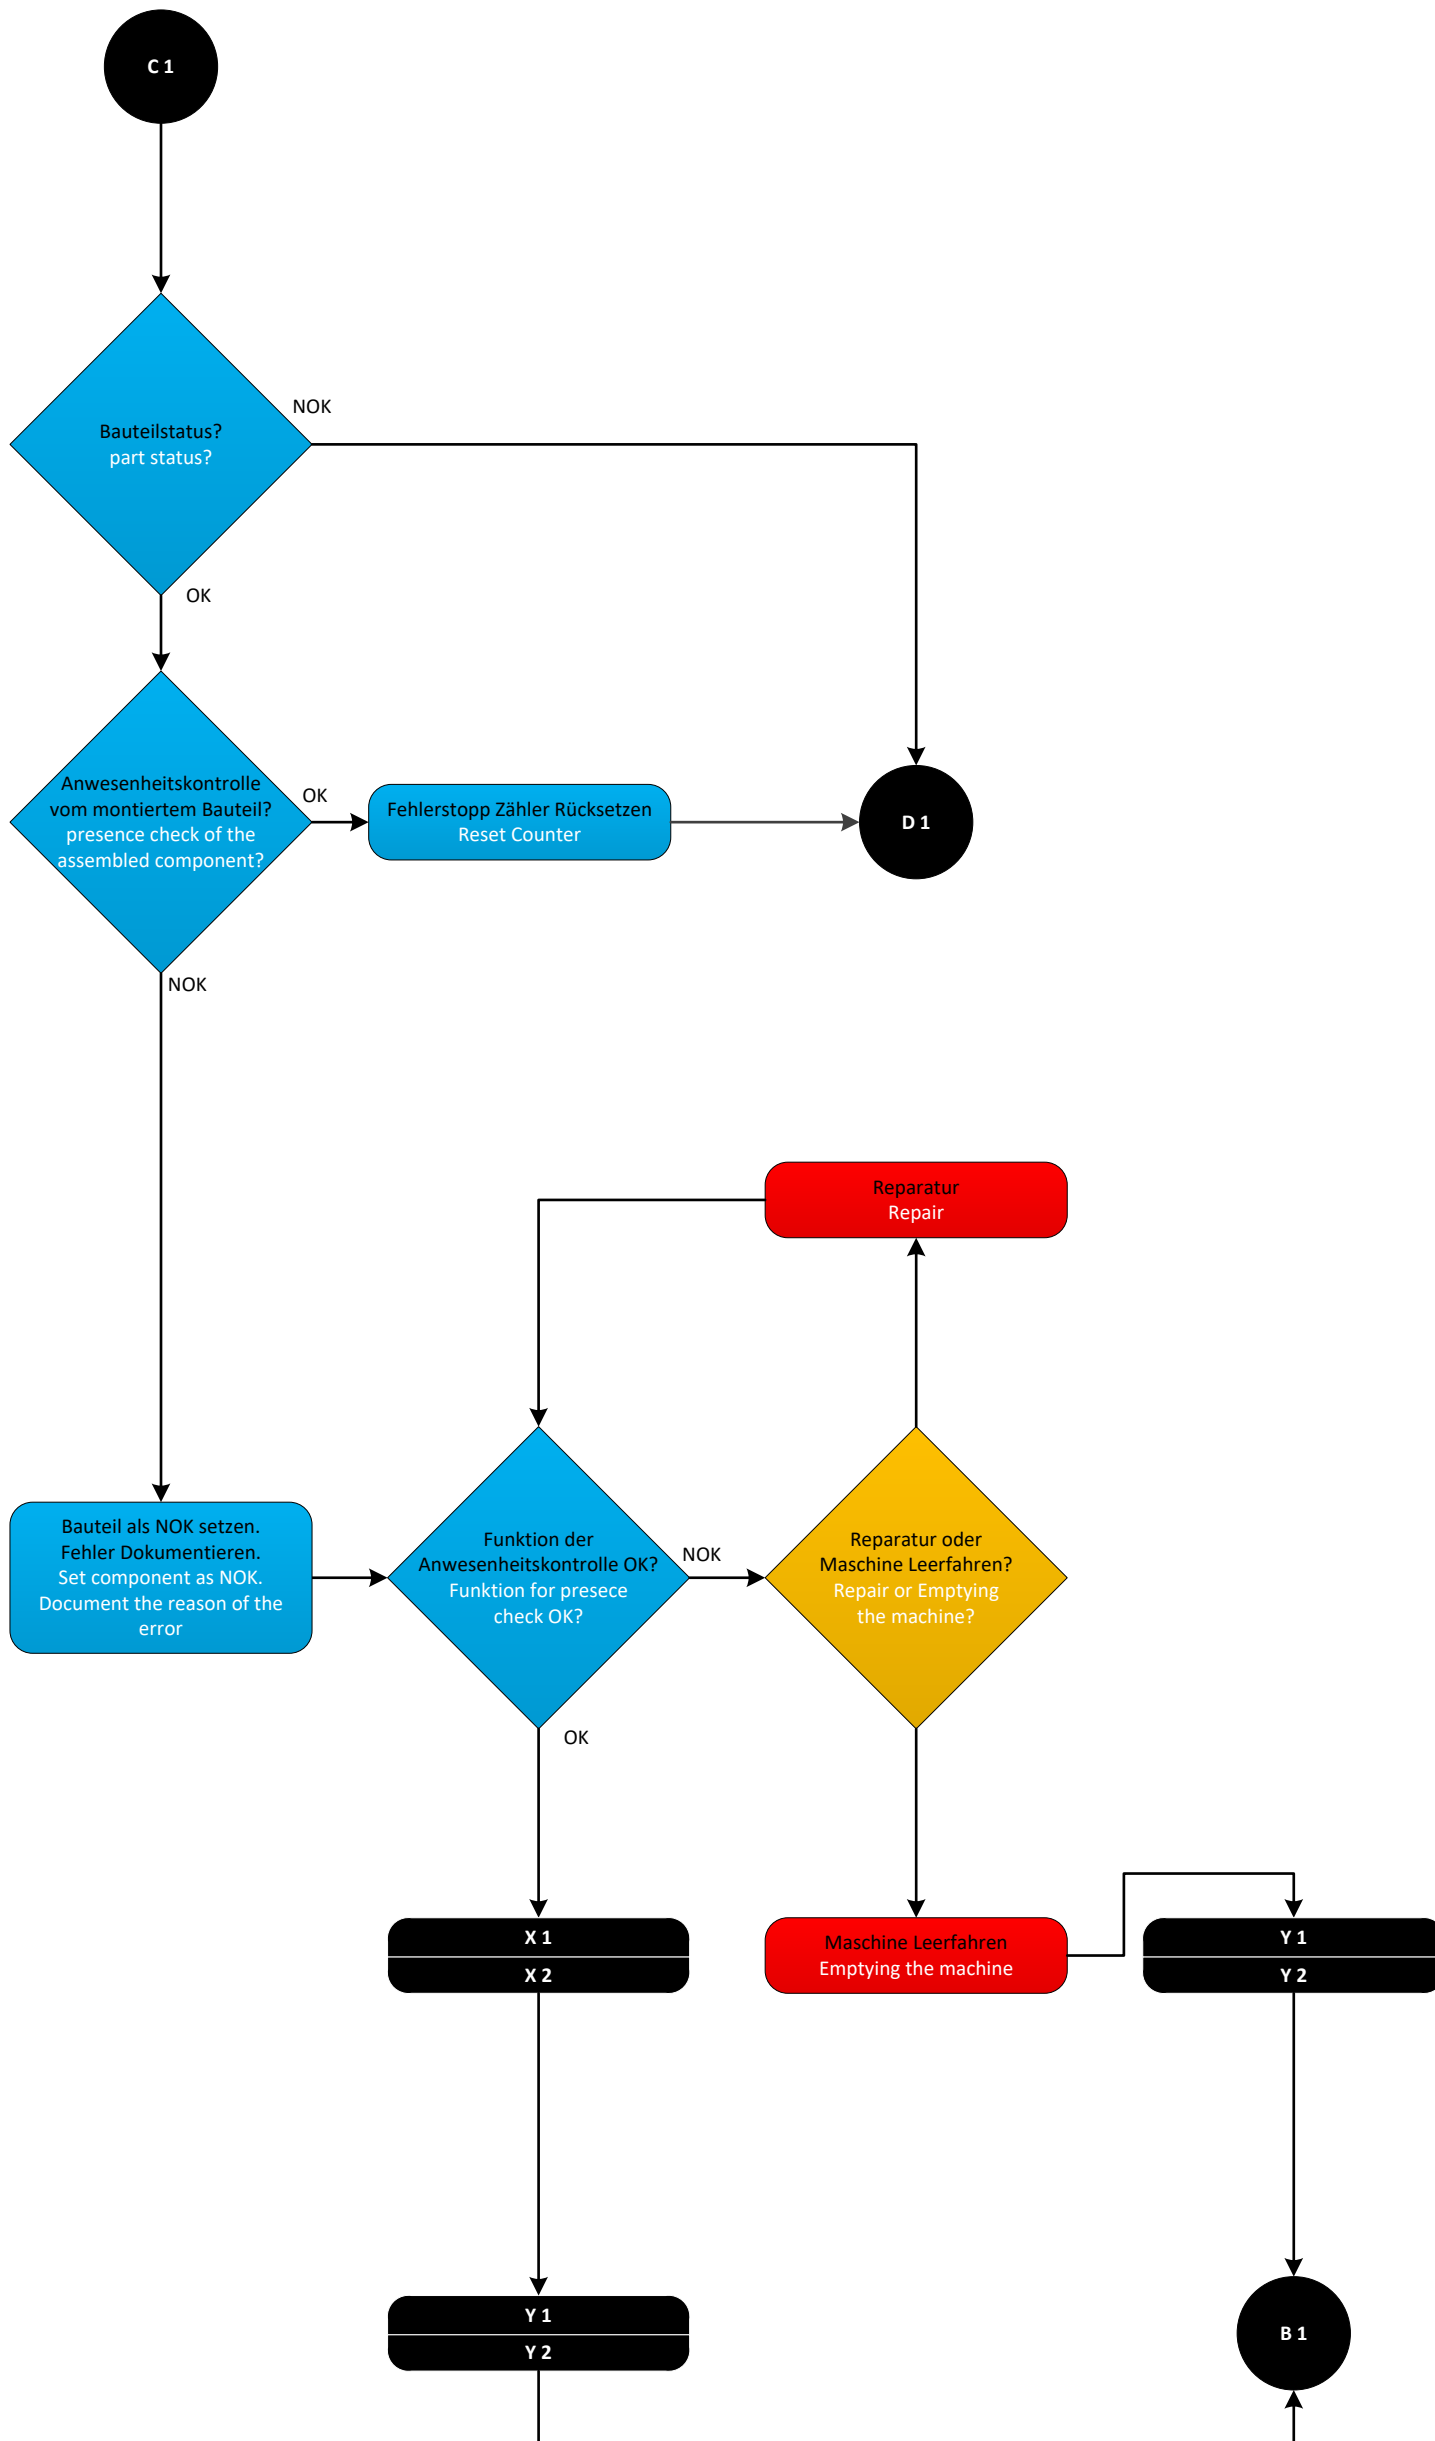 C 1
NOK
Bauteilstatus?
part status?
OK
Anwesenheitskontrolle
vom montiertem Bauteil?
presence check of the
assembled component?
OK
Fehlerstopp Zähler Rücksetzen
Reset Counter
D 1
NOK
Reparatur
Repair
Bauteil als NOK setzen.
Fehler Dokumentieren.
Set component as NOK.
Document the reason of the
error
Funktion der
Anwesenheitskontrolle OK?
Funktion for presece
check OK?
NOK
Reparatur oder
Maschine Leerfahren?
Repair or Emptying
the machine?
OK
X 1
X 2
Maschine Leerfahren
Emptying the machine
Y 1
Y 2
Y 1
Y 2
B 1